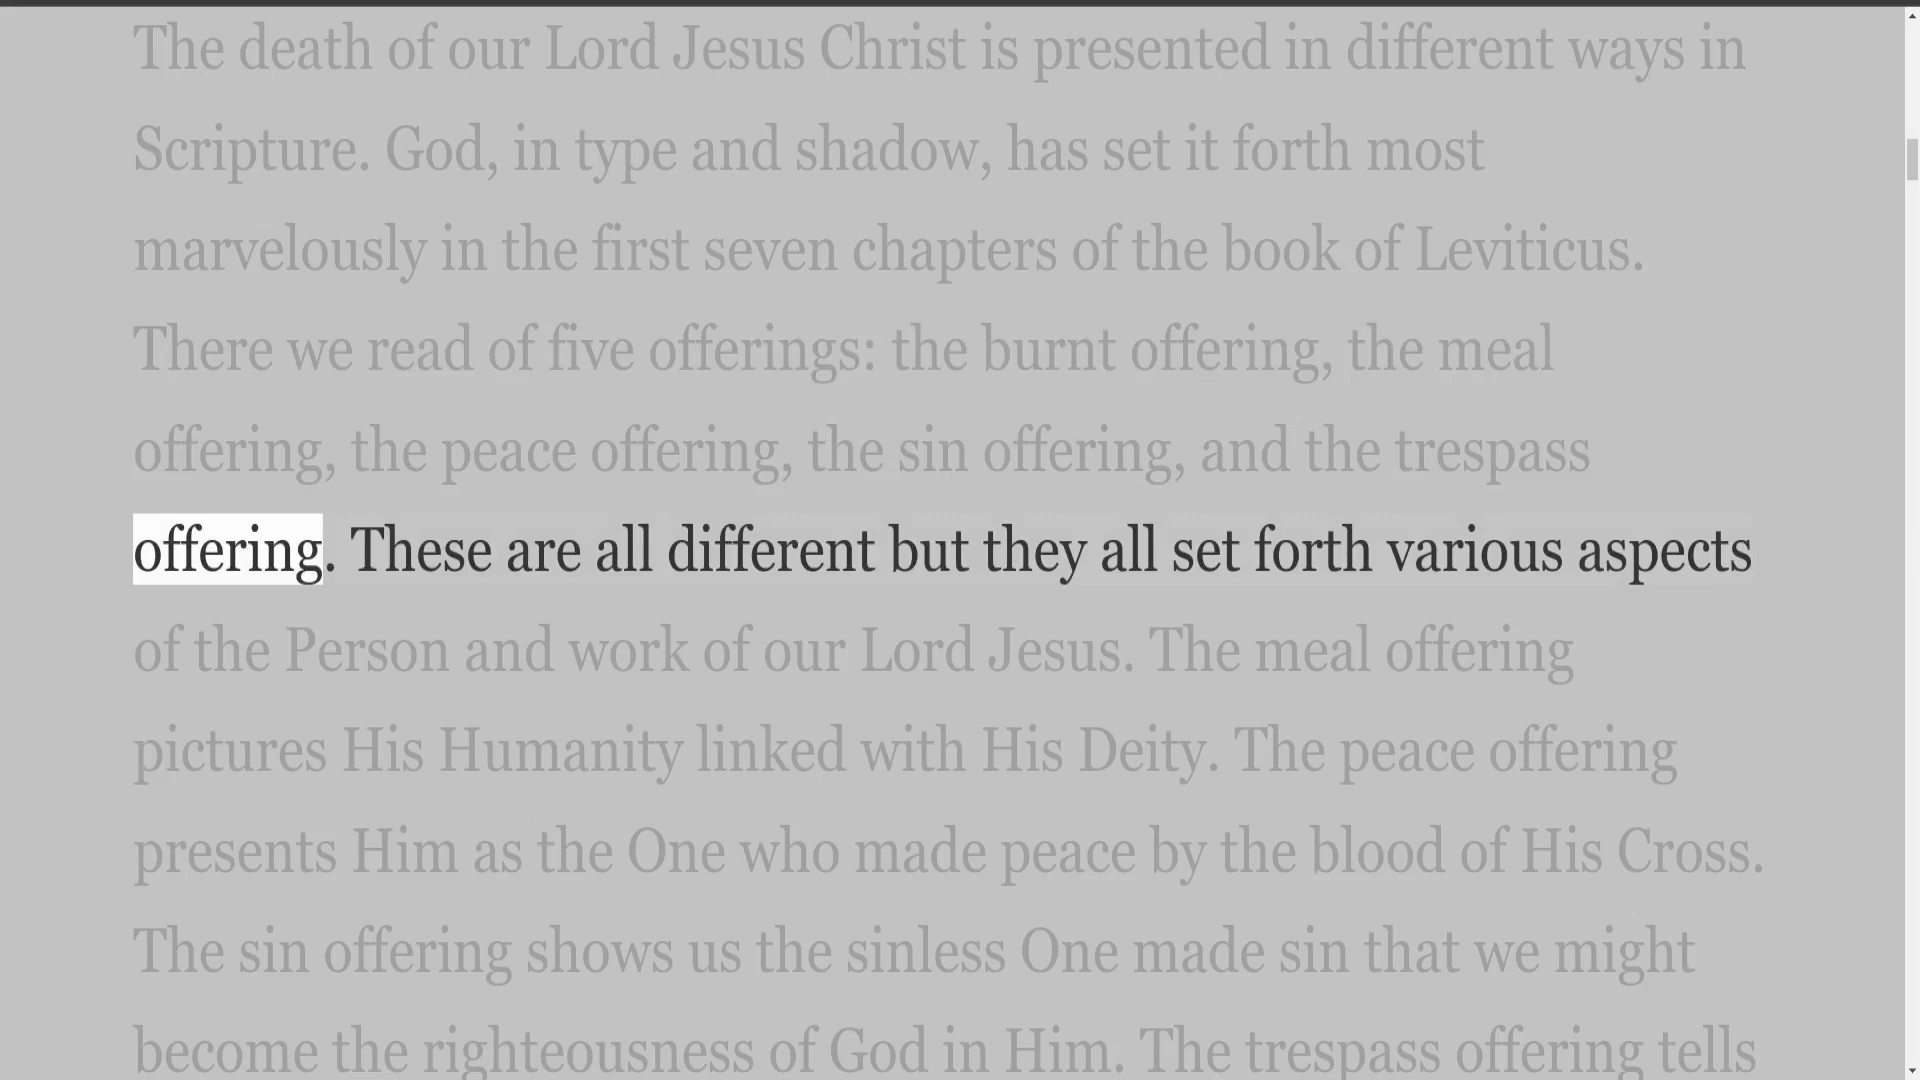 The death of our Lord Jesus Christ is presented in different ways in
Scripture. God, in type and shadow, has set it forth most
marvelously in the first seven chapters of the book of Leviticus.
There we read of five offerings: the burnt offering, the meal
offering, the peace offering, the sin offering, and the trespass
offering. These are all different but they all set forth various aspects
of the Person and work of our Lord Jesus. The meal offering
pictures His Humanity linked with His Deity. The peace offering
presents Him as the One who made peace by the blood of His Cross.
The sin offering shows us the sinless One made sin that we might
become the righteousness of God in Him. The trespass offering tells